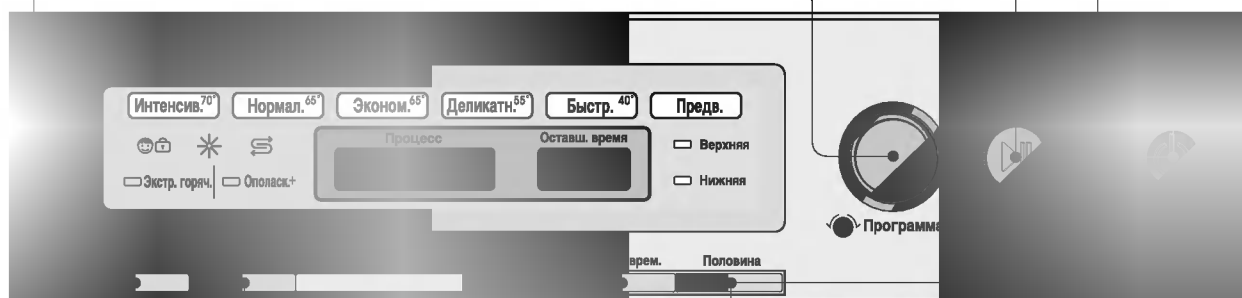 Интенсив.70° Нормал.65° Эконом.65° Деликатн.55° Быстр. 40° Предв.
Процесс Оставш. время Верхняя
Экстр. горяч. Ополаск.+ Нижняя
Программа
врем. Половина